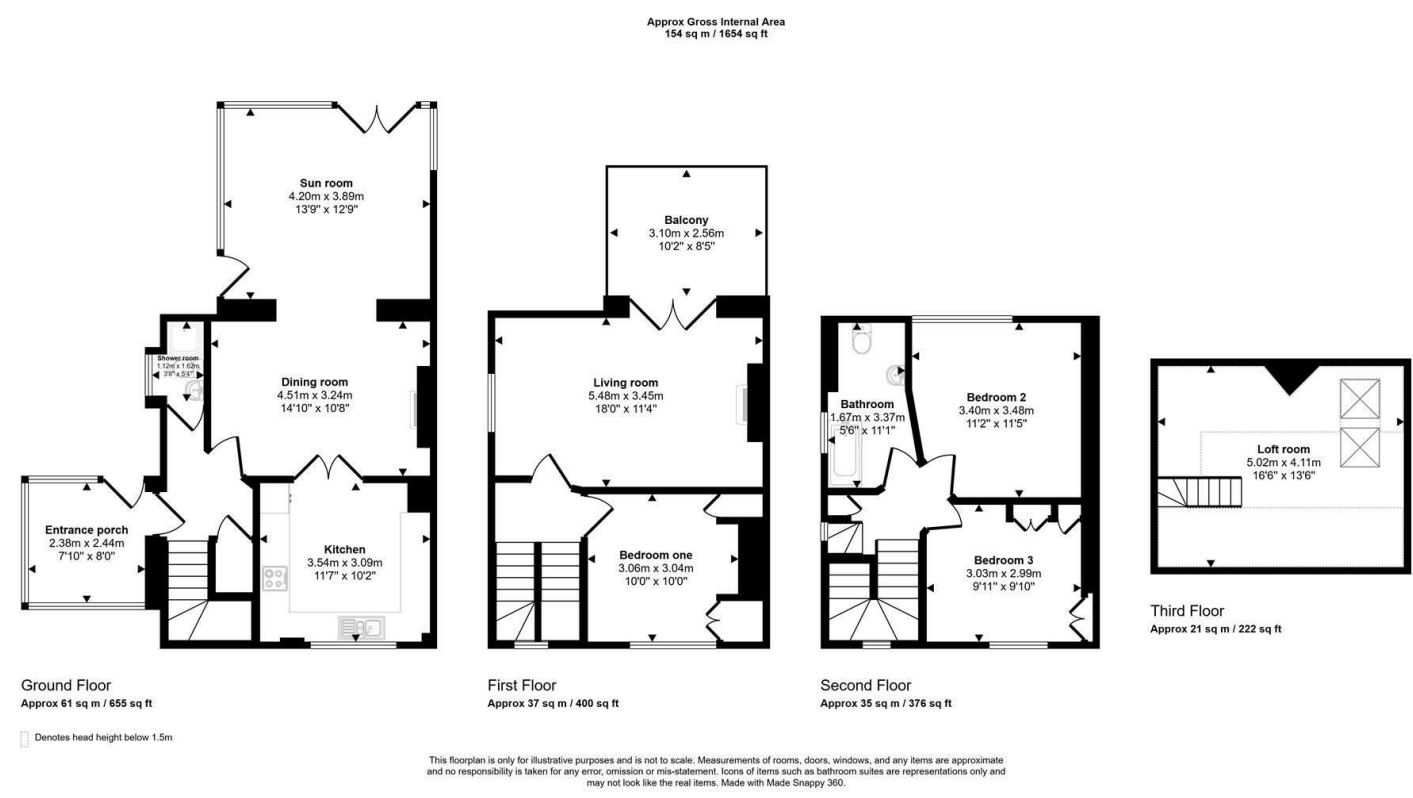 Approx Gross Internal Area
154 sq m / 1654 sq ft
Sun room
4.20m x 3.89m
13'9" x 12'9"
Shower room
1.12m x 1.62m
3'8" x 5'4"
Dining room
4.51m x 3.24m
14'10" x 10'8"
Entrance porch
2.38m x 2.44m
7'10" x 8'0"
Kitchen
3.54m x 3.09m
11'7" x 10'2"
Ground Floor
Approx 61 sq m / 655 sq ft
Balcony
3.10m x 2.56m
10'2" x 8'5"
Living room
5.48m x 3.45m
18'0" x 11'4"
Bedroom one
3.06m x 3.04m
10'0" x 10'0"
First Floor
Approx 37 sq m / 400 sq ft
Bathroom
1.67m x 3.37m
5'6" x 11'1"
Bedroom 2
3.40m x 3.48m
11'2" x 11'5"
Bedroom 3
3.03m x 2.99m
9'11" x 9'10"
Second Floor
Approx 35 sq m / 376 sq ft
Loft room
5.02m x 4.11m
16'6" x 13'6"
Third Floor
Approx 21 sq m / 222 sq ft
Denotes head height below 1.5m
This floorplan is only for illustrative purposes and is not to scale. Measurements of rooms, doors, windows, and any items are approximate
and no responsibility is taken for any error, omission or mis-statement. Icons of items such as bathroom suites are representations only and
may not look like the real items. Made with Made Snappy 360.